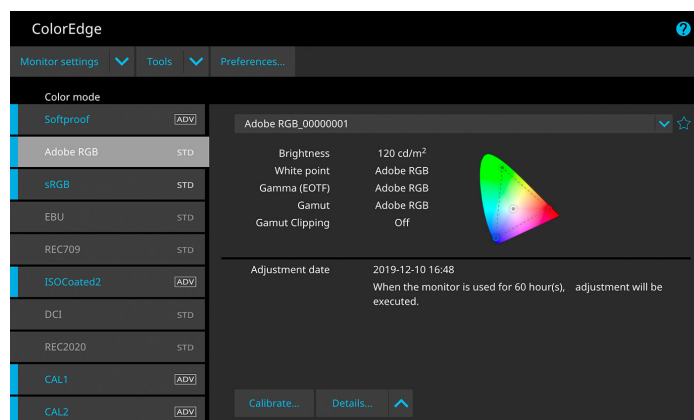 ColorEdge
?
Monitor settings Tools Preferences...
Color mode
Softproof ADV
Adobe RGB STD
sRGB STD
EBU STD
REC709 STD
ISOCoated2 ADV
DCI STD
REC2020 STD
CAL1 ADV
CAL2 ADV
Adobe RGB_00000001
Brightness 120 cd/m²
White point Adobe RGB
Gamma (EOTF) Adobe RGB
Gamut Adobe RGB
Gamut Clipping Off
Adjustment date 2019-12-10 16:48
When the monitor is used for 60 hour(s), adjustment will be
executed.
Calibrate... Details...